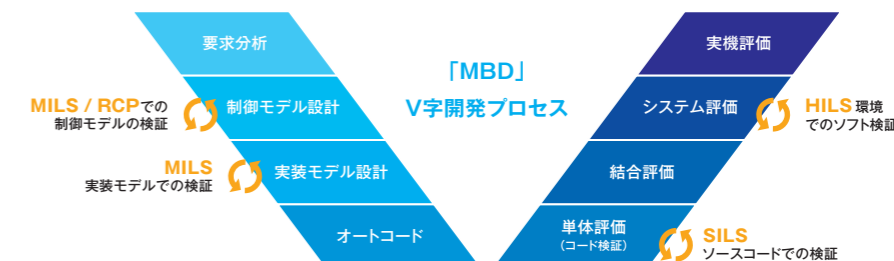 要求分析
制御モデル設計
実装モデル設計
オートコード
MILS / RCPでの
制御モデルの検証
MILS
実装モデルでの検証
「MBD」
V字開発プロセス
実機評価
システム評価
結合評価
単体評価
(コード検証)
HILS環境
でのソフト検証
SILS
ソースコードでの検証